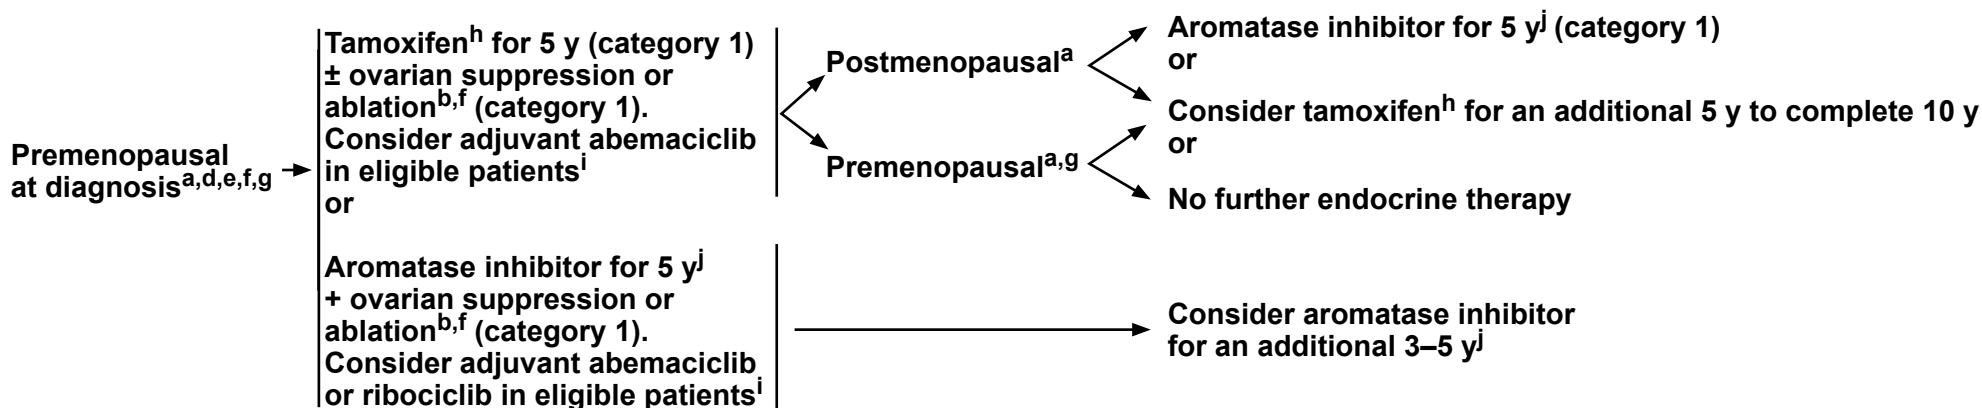 Premenopausal
at diagnosisa,d,e,f,g
Tamoxifenh for 5 y (category 1)
± ovarian suppression or
ablationb,f (category 1).
Consider adjuvant abemaciclib
in eligible patientsi
or
Aromatase inhibitor for 5 yj
+ ovarian suppression or
ablationb,f (category 1).
Consider adjuvant abemaciclib
or ribociclib in eligible patientsi
Postmenopausala
Premenopausala,g
Aromatase inhibitor for 5 yj (category 1)
or
Consider tamoxifenh for an additional 5 y to complete 10 y
or
No further endocrine therapy
Consider aromatase inhibitor
for an additional 3–5 yj